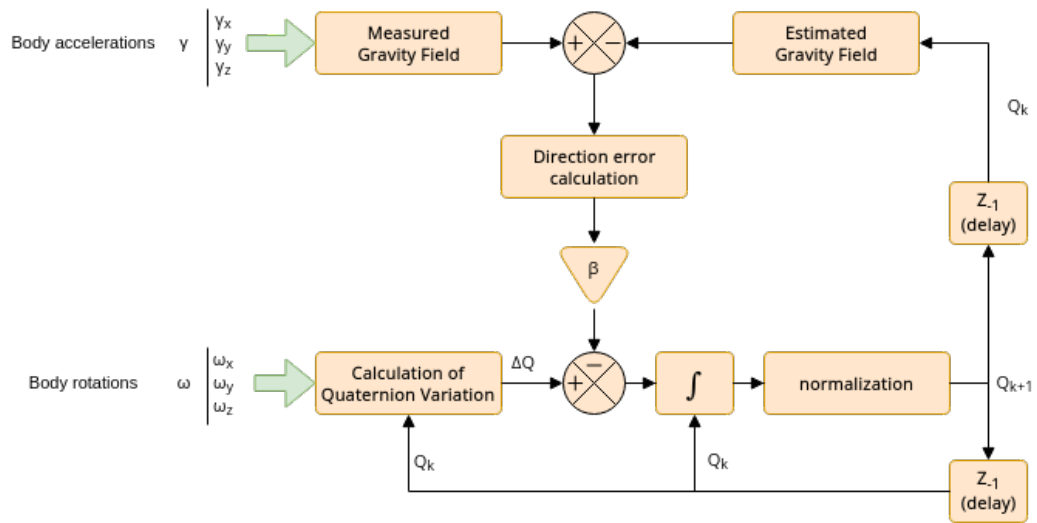 Body accelerations γ
γx
γy
γz
Measured
Gravity Field
+ −
Estimated
Gravity Field
Qk
Direction error
calculation
Z-1
(delay)
β
Body rotations ω
ωx
ωy
ωz
Calculation of
Quaternion Variation
ΔQ
−
+
∫
normalization
Qk+1
Qk
Qk
Z-1
(delay)